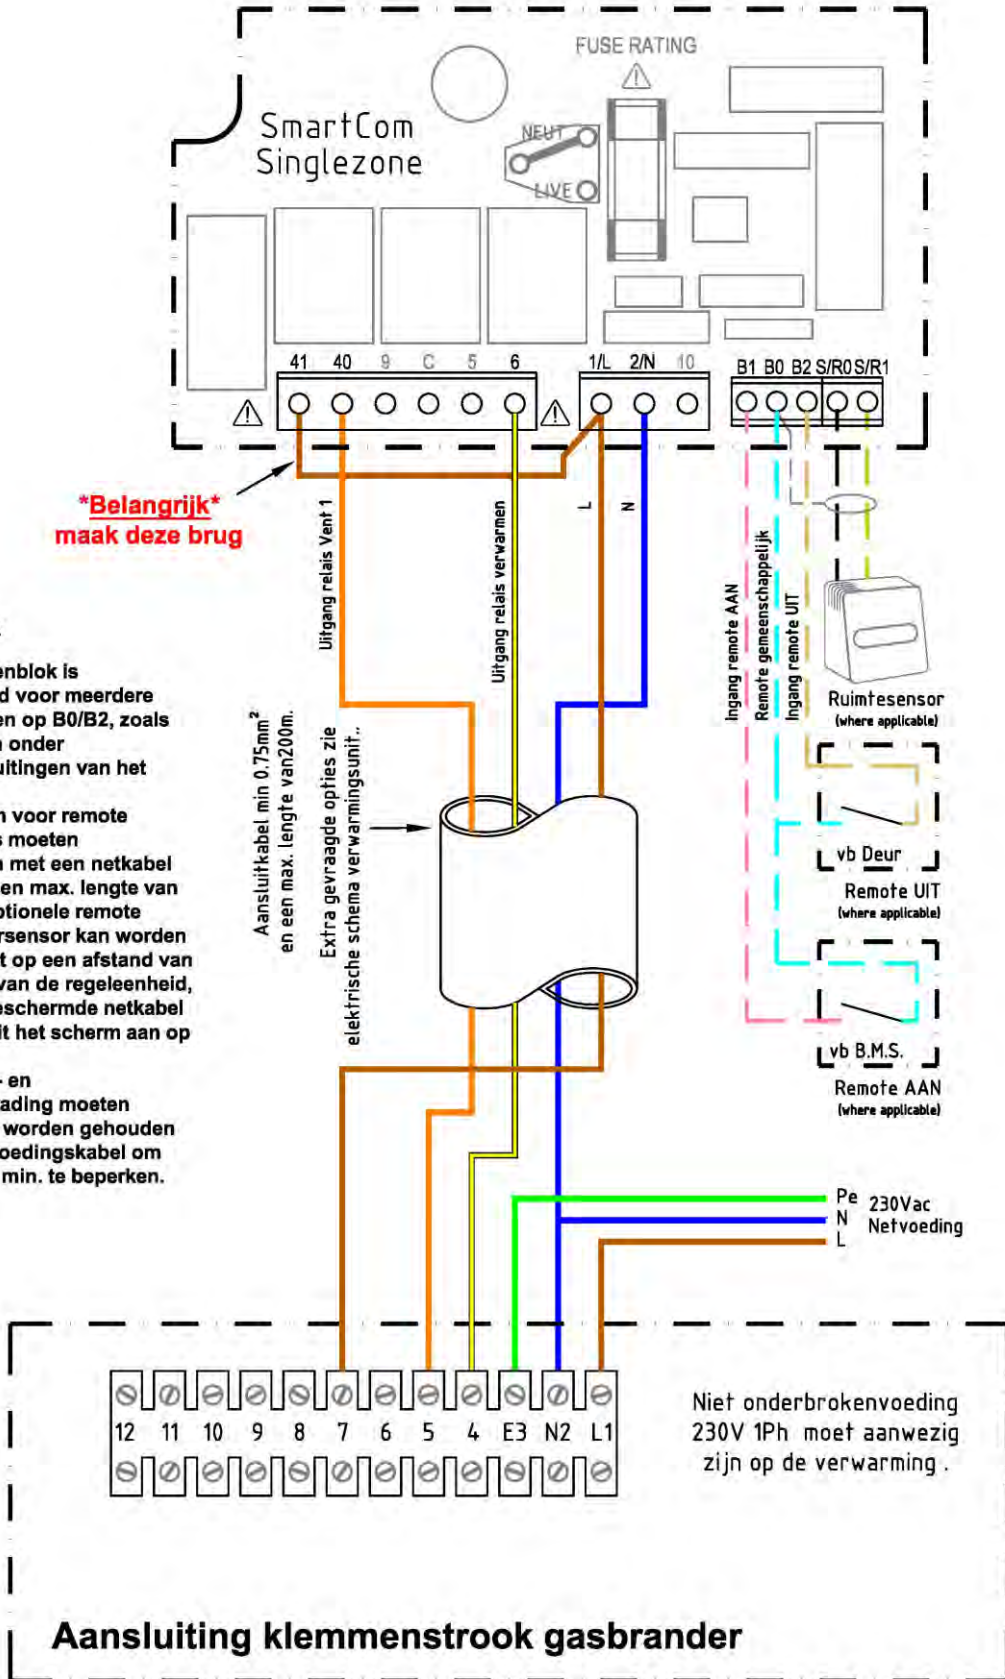 FUSE RATING
SmartCom
Singlezone
NEUT
LIVE
41 40 9 C 5 6
1/L 2/N 10
B1 B0 B2 S/R0 S/R1
*Belangrijk*
maak deze brug
Uitgang relais Vent 1
Uitgang relais verwarmen
L
N
Ingang remote AAN
Remote gemeenschappelijk
Ingang remote UIT
Ruimtesensor
(where applicable)
enblok is
d voor meerdere
en op B0/B2, zoals
n onder
uitingen van het
n voor remote
s moeten
n met een netkabel
en max. lengte van
ptionele remote
rsensor kan worden
t op een afstand van
van de regeleenheid,
eschermde netkabel
it het scherm aan op
- en
ading moeten
worden gehouden
oedingskabel om
min. te beperken.
Aansluitkabel min 0.75mm²
en een max. lengte van200m.
Extra gevraagde opties zie
elektrische schema verwarmingsunit..
vb Deur
Remote UIT
(where applicable)
vb B.M.S.
Remote AAN
(where applicable)
Pe
N
L
230Vac
Netvoeding
12 11 10 9 8 7 6 5 4 E3 N2 L1
Niet onderbrokenvoeding
230V 1Ph moet aanwezig
zijn op de verwarming .
Aansluiting klemmenstrook gasbrander